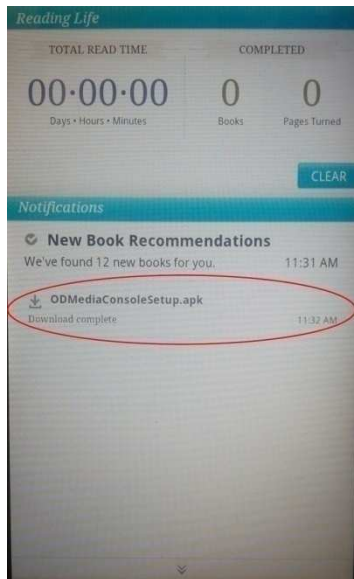 Reading Life
TOTAL READ TIME
COMPLETED
00·00·00
0
0
Days • Hours • Minutes
Books
Pages Turned
CLEAR
Notifications
New Book Recommendations
We've found 12 new books for you.
11:31 AM
ODMediaConsoleSetup.apk
Download complete
11:32 AM